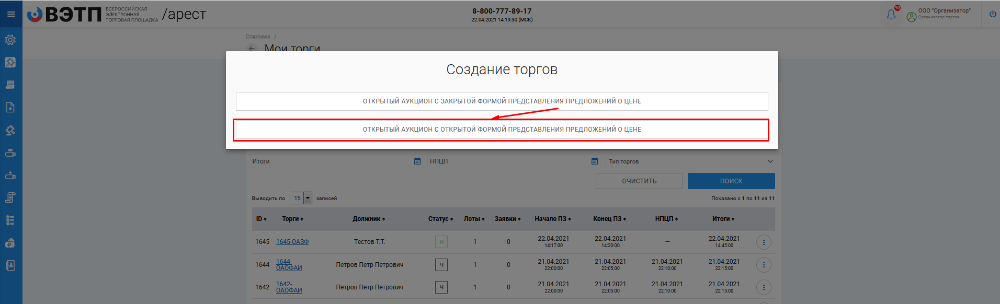 ВЭТП
ВСЕРОССИЙСКАЯ
ЭЛЕКТРОННАЯ
ТОРГОВАЯ ПЛОЩАДКА
/арест
8-800-777-89-17
22.04.2021 14:19:30 (МСК)
93
ООО "Организатор"
Организатор торгов
Стартовая /
Мои торги
Создание торгов
ОТКРЫТЫЙ АУКЦИОН С ЗАКРЫТОЙ ФОРМОЙ ПРЕДСТАВЛЕНИЯ ПРЕДЛОЖЕНИЙ О ЦЕНЕ
ОТКРЫТЫЙ АУКЦИОН С ОТКРЫТОЙ ФОРМОЙ ПРЕДСТАВЛЕНИЯ ПРЕДЛОЖЕНИЙ О ЦЕНЕ
Итоги НПЦП Тип торгов
ОЧИСТИТЬ ПОИСК
Выводить по 15 записей Показано с 1 по 11 из 11
ID Торги Должник Статус Лоты Заявки Начало ПЗ Конец ПЗ НПЦП Итоги
1645 1645-ОАЗФ Тестов Т.Т. И 1 0 22.04.2021 22.04.2021 — 22.04.2021
14:17:00 14:30:00 14:45:00
1644-
1644 ОАОФАИ Петров Петр Петрович Ч 1 0 21.04.2021 21.04.2021 21.04.2021 21.04.2021
22:00:00 22:05:00 22:10:00 22:15:00
1642-
1642 ОАОФАИ Петров Петр Петрович Ч 1 0 21.04.2021 21.04.2021 21.04.2021 21.04.2021
22:00:00 22:05:00 22:10:00 22:15:00